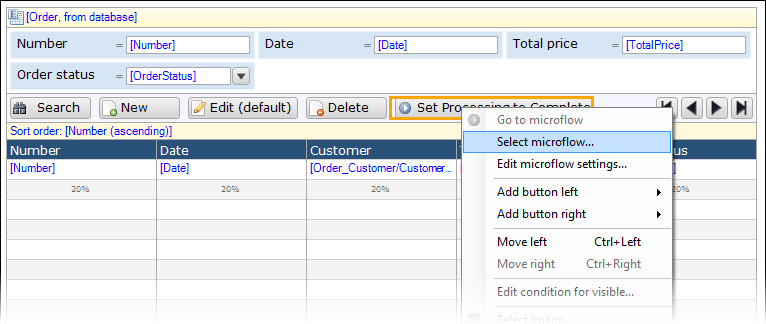 [Order, from database]
Number = [Number] Date = [Date] Total price = [TotalPrice]
Order status = [OrderStatus]
Search New Edit (default) Delete Set Processing to Complete
Sort order: [Number (ascending)]
Number Date Customer us
[Number] [Date] [Order_Customer/Customer...
20% 20% 20% 20%
Go to microflow
Select microflow...
Edit microflow settings...
Add button left
Add button right
Move left Ctrl+Left
Move right Ctrl+Right
Edit condition for visible...
Select image...